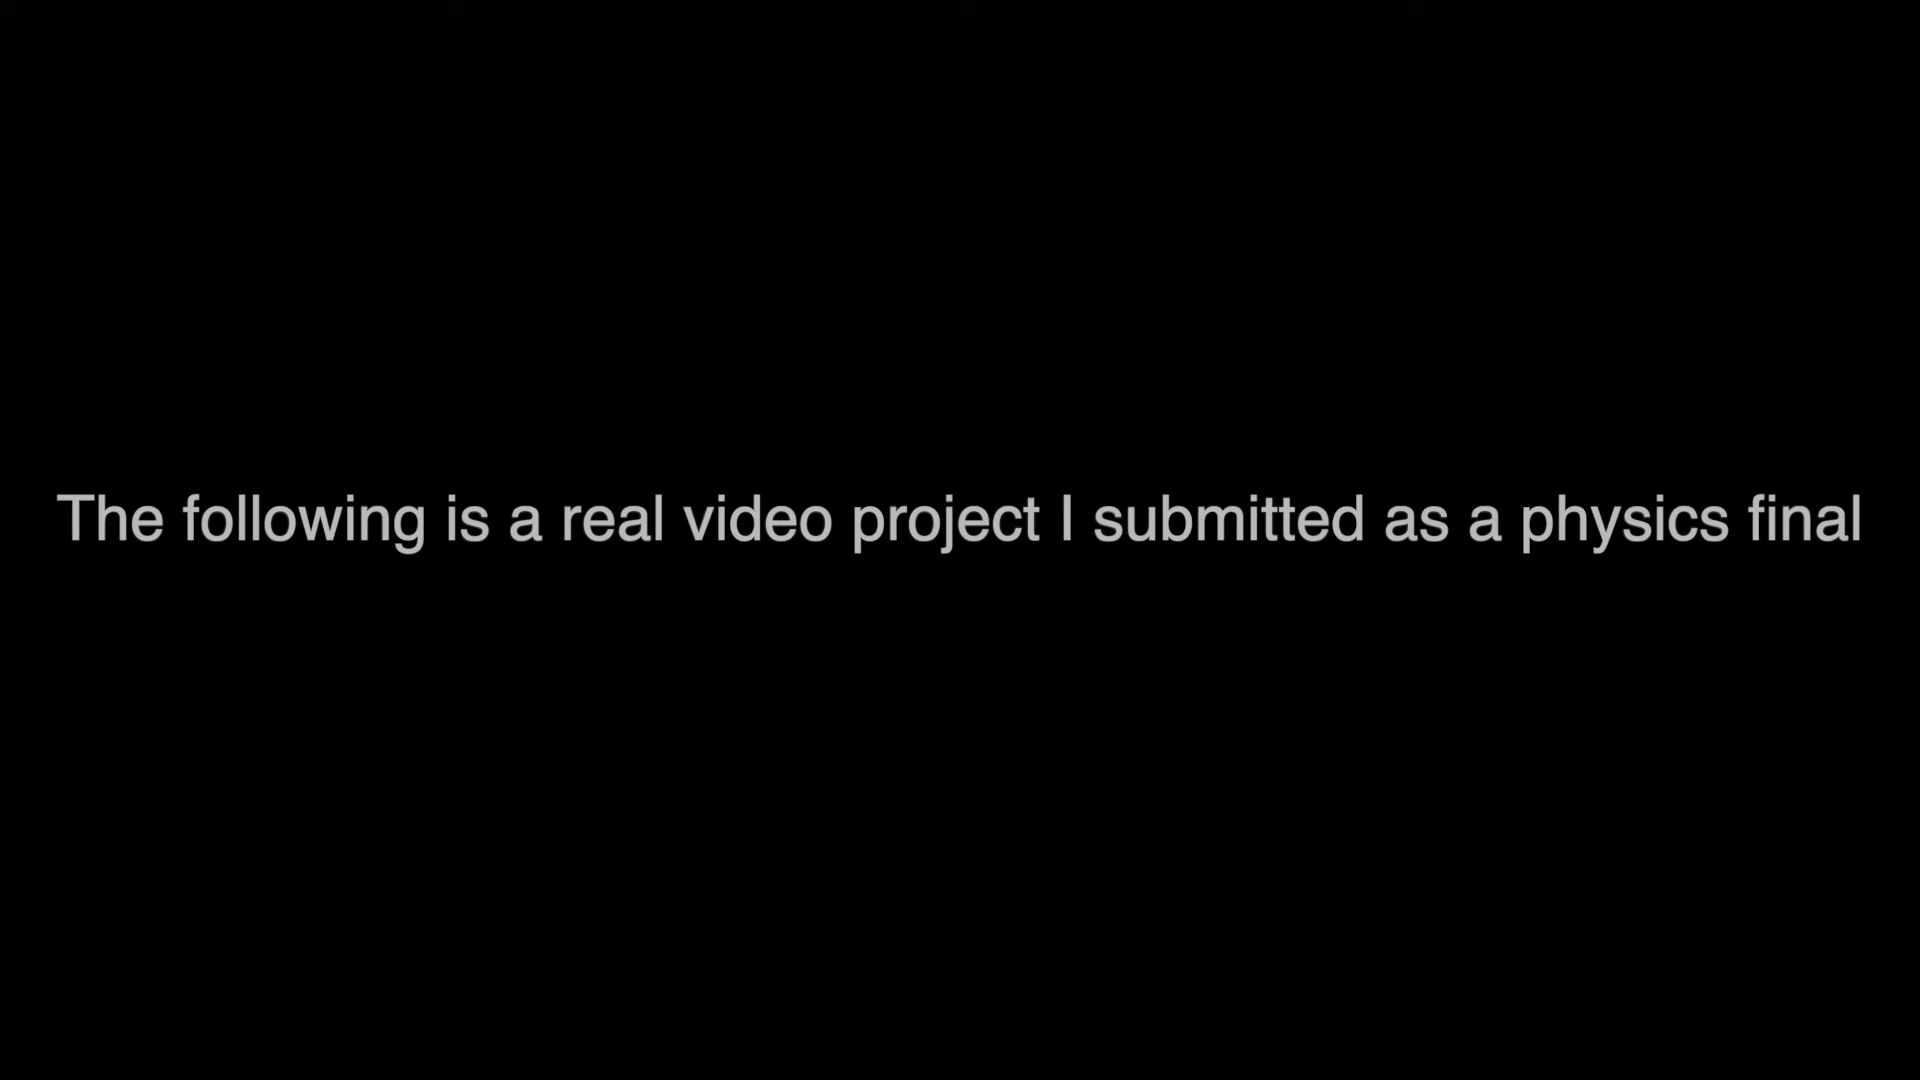 The following is a real video project I submitted as a physics final